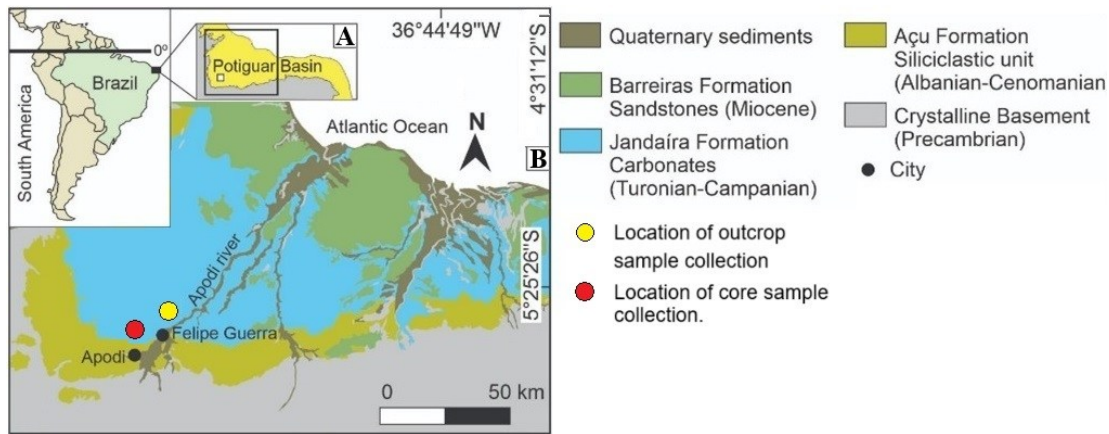 South America
Brazil
0°
A
Potiguar Basin
36°44'49"W
4°31'12"S
Atlantic Ocean
N
B
5°25'26"S
Apodi river
Felipe Guerra
Apodi
0 50 km
Quaternary sediments
Barreiras Formation
Sandstones (Miocene)
Jandaíra Formation
Carbonates
(Turonian-Campanian)
Location of outcrop
sample collection
Location of core sample
collection.
Açu Formation
Siliciclastic unit
(Albanian-Cenomanian
Crystalline Basement
(Precambrian)
City